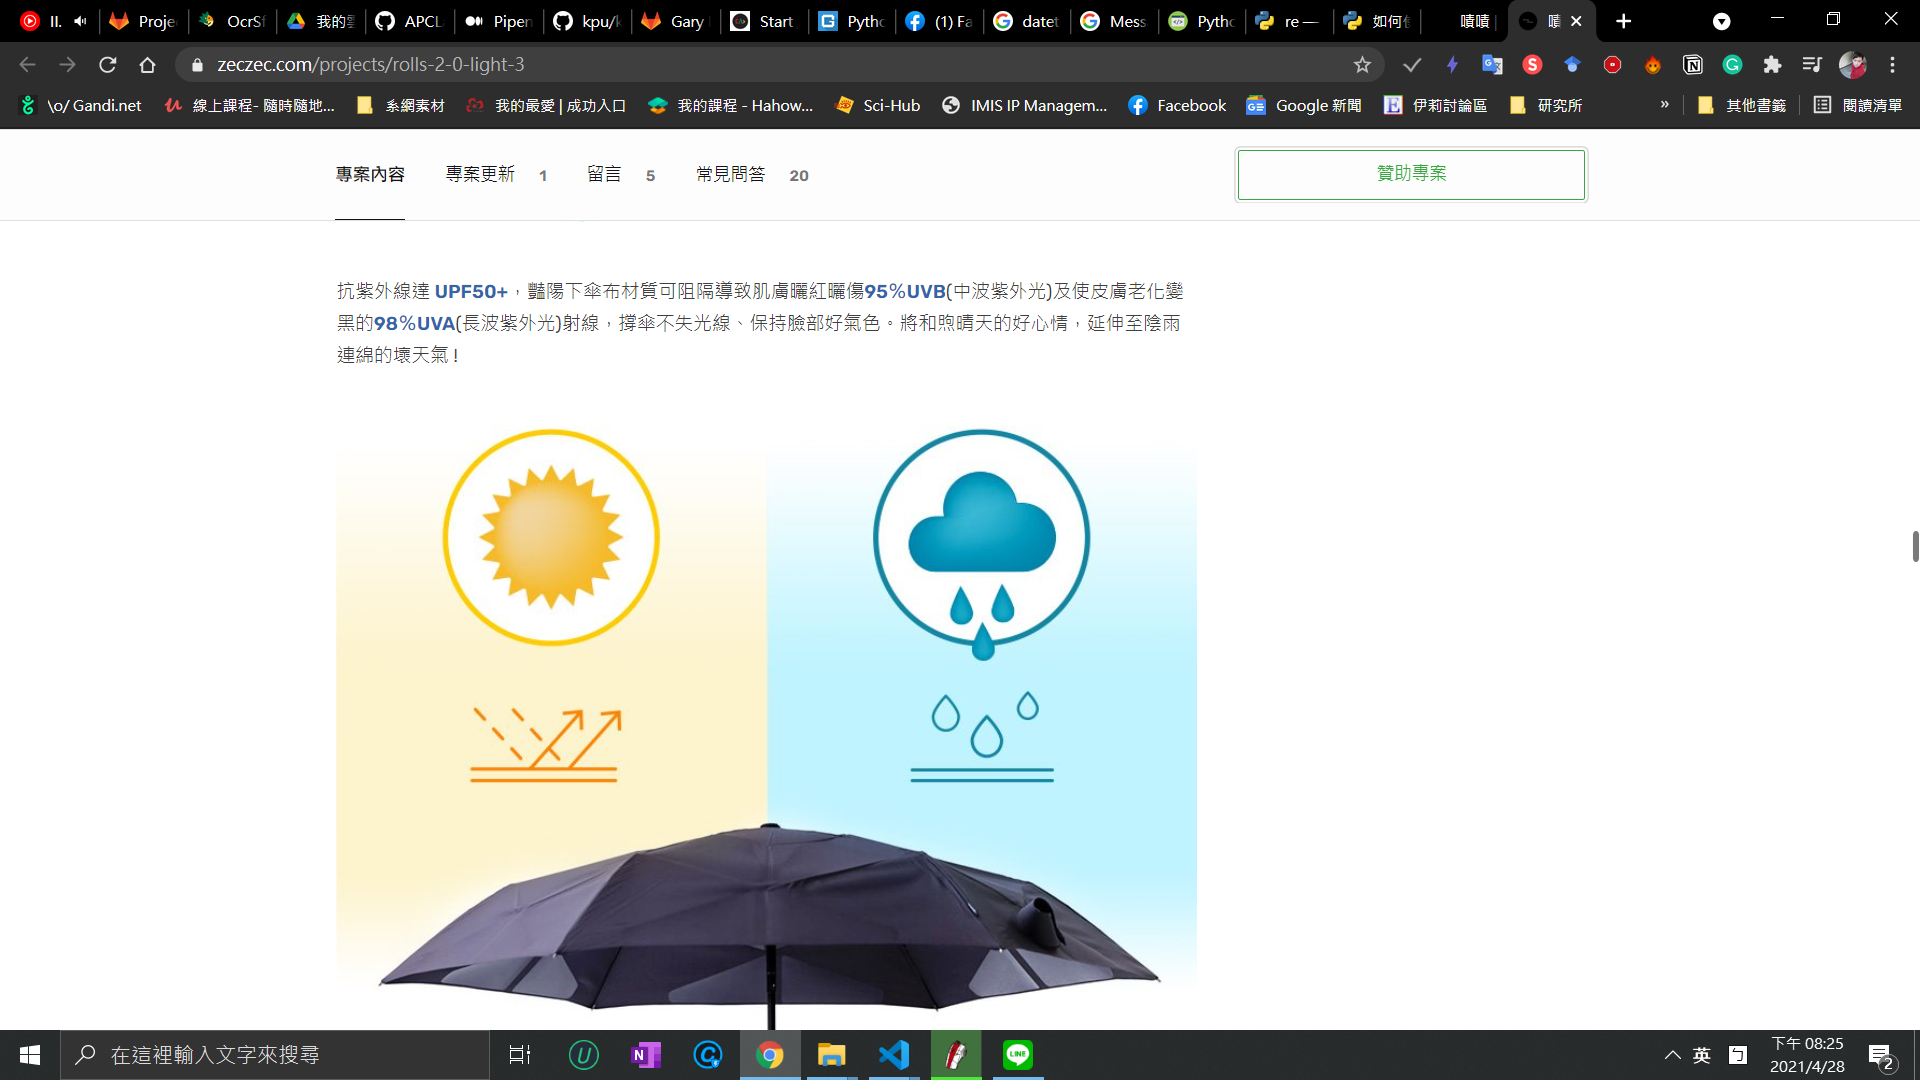 II.
Proje
OcrSf
我的雲
APCL
Pipen
kpu/k
Gary
Start
Pytho
(1) Fa
datet
Mess
Pytho
re —
如何使
嘖嘖
嘖
zeczec.com/projects/rolls-2-0-light-3
\o/ Gandi.net
線上課程- 隨時隨地...
系網素材
我的最愛 | 成功入口
我的課程 - Hahow...
Sci-Hub
IMIS IP Managem...
Facebook
Google 新聞
伊莉討論區
研究所
»
其他書籤
閱讀清單
專案內容
專案更新 1
留言 5
常見問答 20
贊助專案
抗紫外線達 UPF50+，豔陽下傘布材質可阻隔導致肌膚曬紅曬傷95%UVB(中波紫外光)及使皮膚老化變
黑的98%UVA(長波紫外光)射線，撐傘不失光線、保持臉部好氣色。將和煦晴天的好心情，延伸至陰雨
連綿的壞天氣 !
在這裡輸入文字來搜尋
LINE
英
下午 08:25
2021/4/28
2